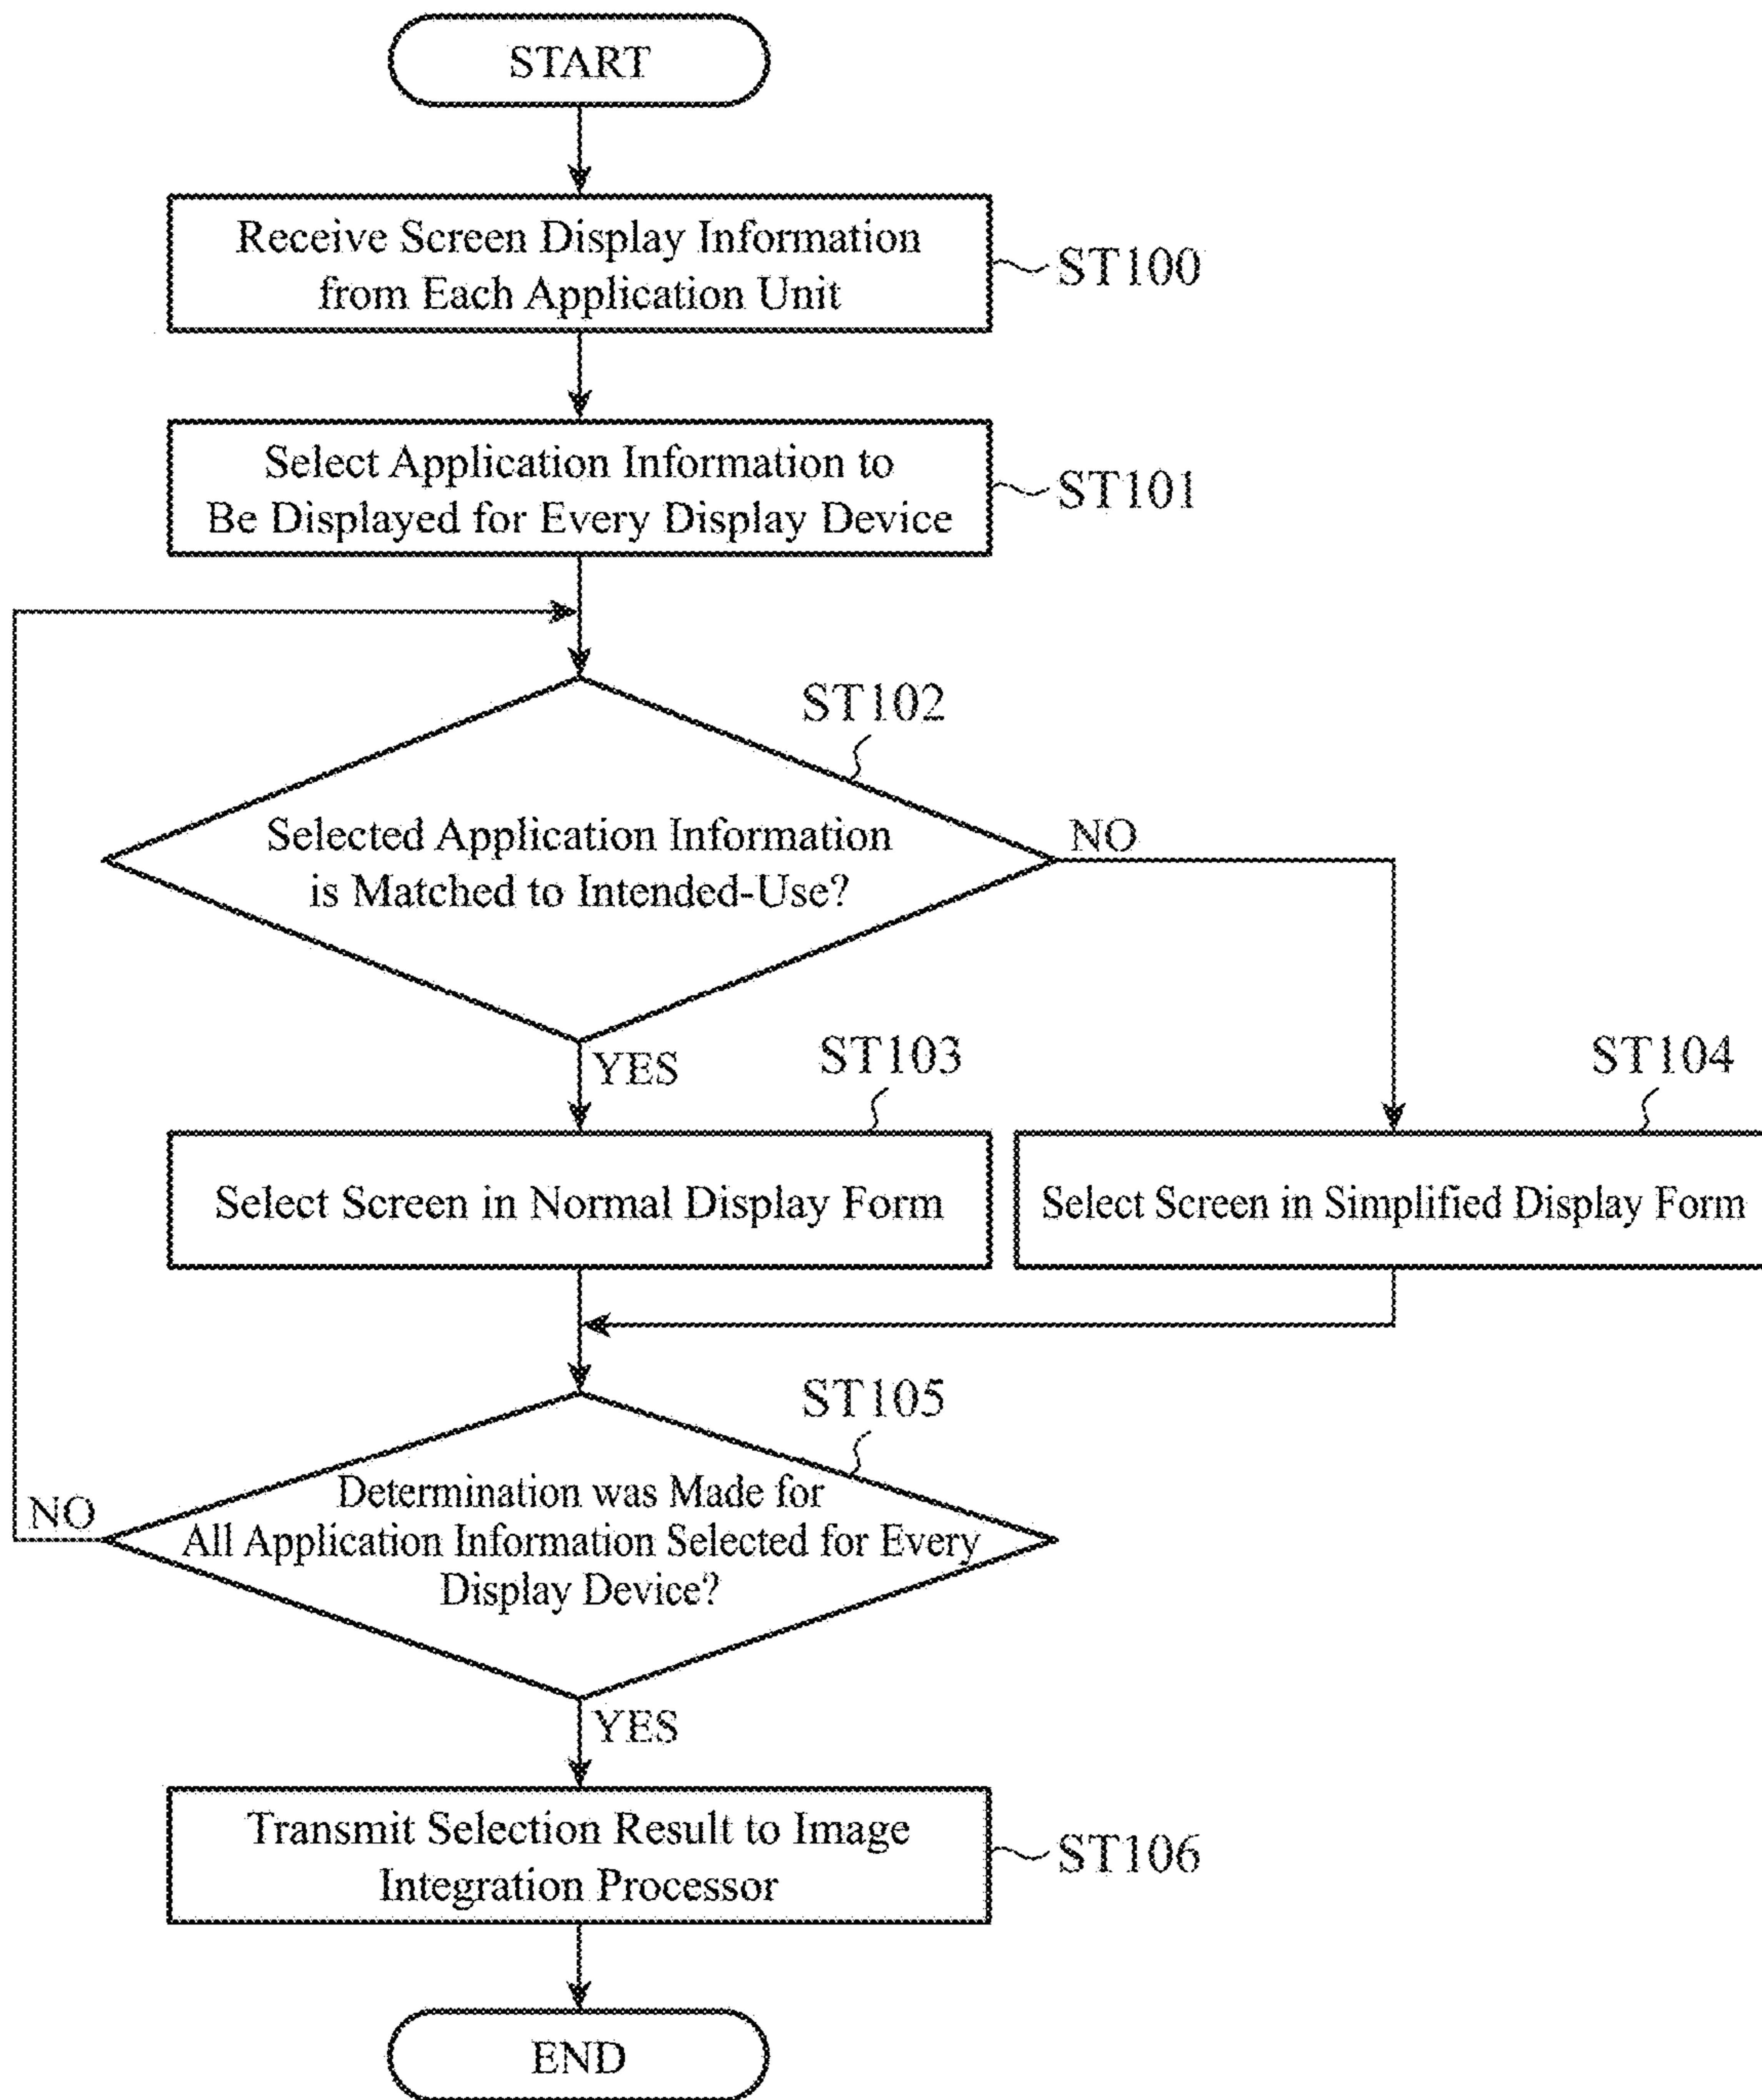 START
Receive Screen Display Information
from Each Application Unit
ST100
Select Application Information to
Be Displayed for Every Display Device
ST101
ST102
Selected Application Information
is Matched to Intended-Use?
NO
YES
ST103
ST104
Select Screen in Normal Display Form
Select Screen in Simplified Display Form
ST105
Determination was Made for
All Application Information Selected for Every
Display Device?
NO
YES
Transmit Selection Result to Image
Integration Processor
ST106
END